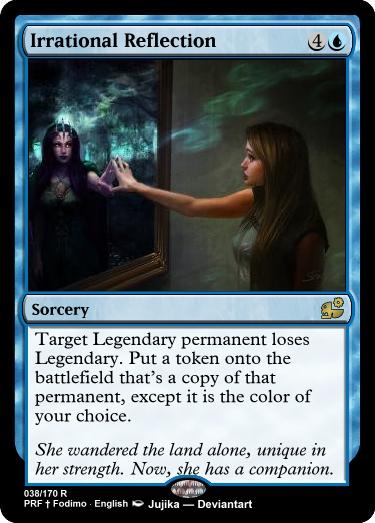 Irrational Reflection 4
Sorcery
Target Legendary permanent loses
Legendary. Put a token onto the
battlefield that's a copy of that
permanent, except it is the color of
your choice.
She wandered the land alone, unique in
her strength. Now, she has a companion.
038/170 R
PRF † Fodimo · English Jujika — Deviantart